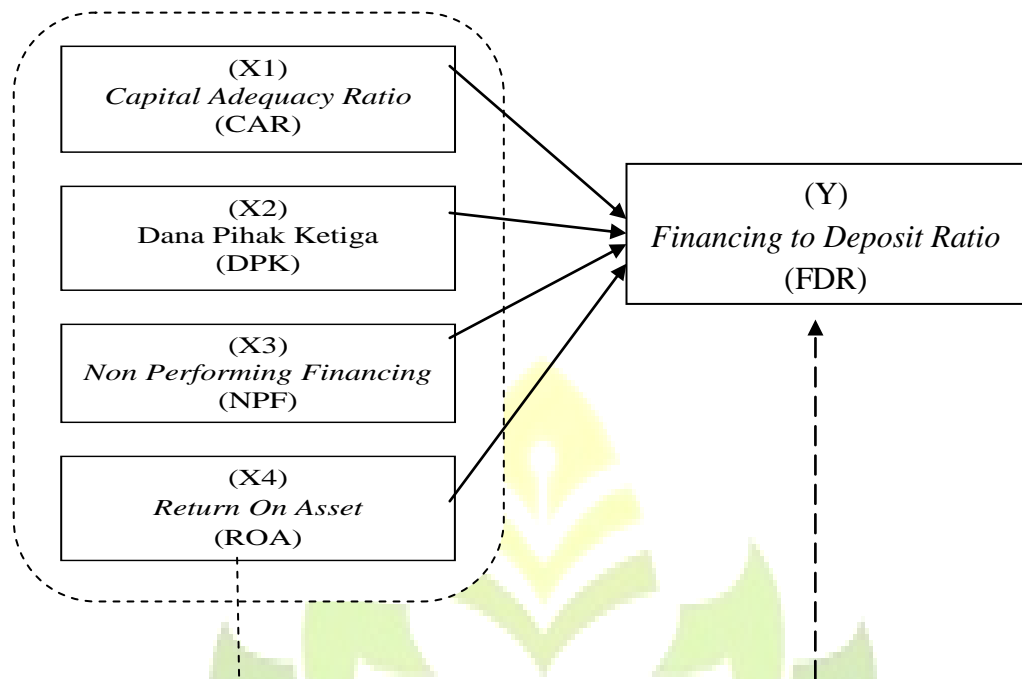 (X1)
Capital Adequacy Ratio
(CAR)
(X2)
Dana Pihak Ketiga
(DPK)
(X3)
Non Performing Financing
(NPF)
(X4)
Return On Asset
(ROA)
(Y)
Financing to Deposit Ratio
(FDR)